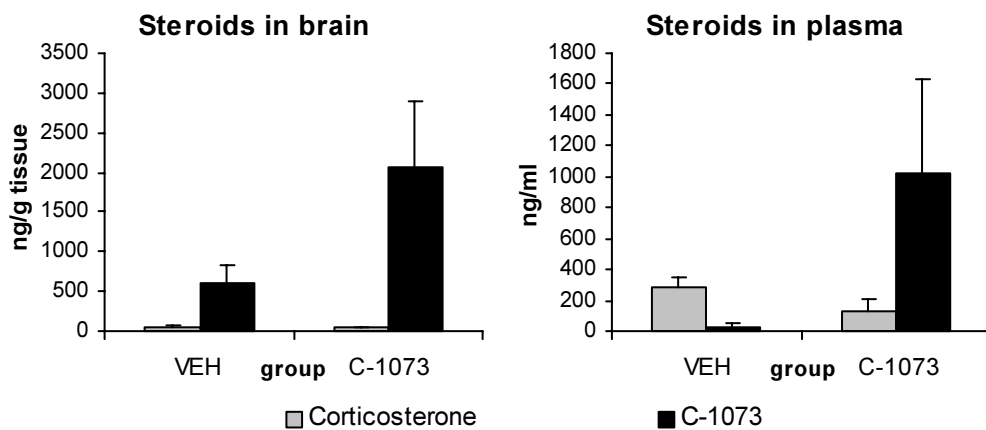 Steroids in brain
3500
3000
2500
2000
1500
1000
500
0
ng/g tissue
VEH group C-1073
Steroids in plasma
1800
1600
1400
1200
1000
800
600
400
200
0
ng/ml
VEH group C-1073
Corticosterone
C-1073